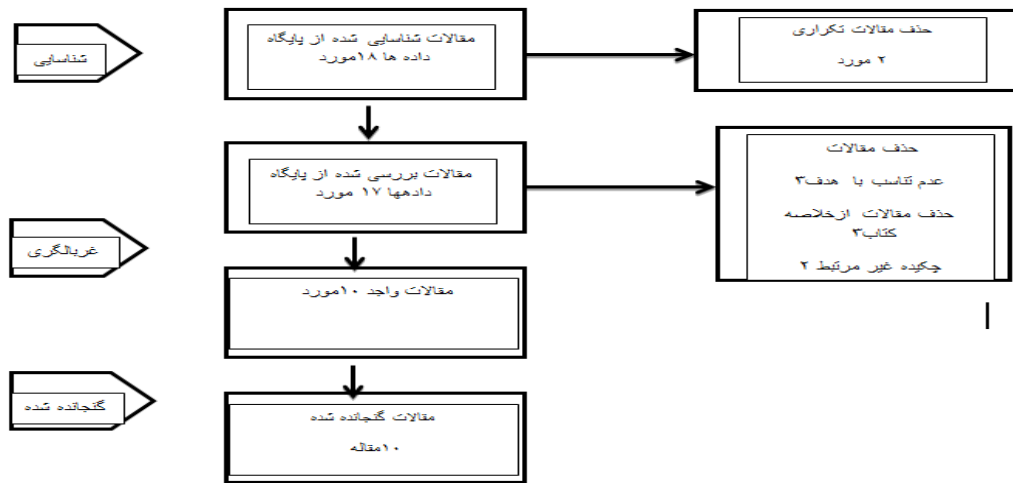 شناسایی
مقالات شناسایی شده از پایگاه
داده ها ۱۸مورد
حذف مقالات تکراری
۲ مورد
مقالات بررسی شده از پایگاه
دادهها ۱۷ مورد
حذف مقالات
عدم تناسب با هدف۳
حذف مقالات ازخلاصه
کتاب۳
چکیده غیر مرتبط ۲
غربالگری
مقالات واجد ۱۰مورد
گنجانده شده
مقالات گنجانده شده
۱۰مقاله